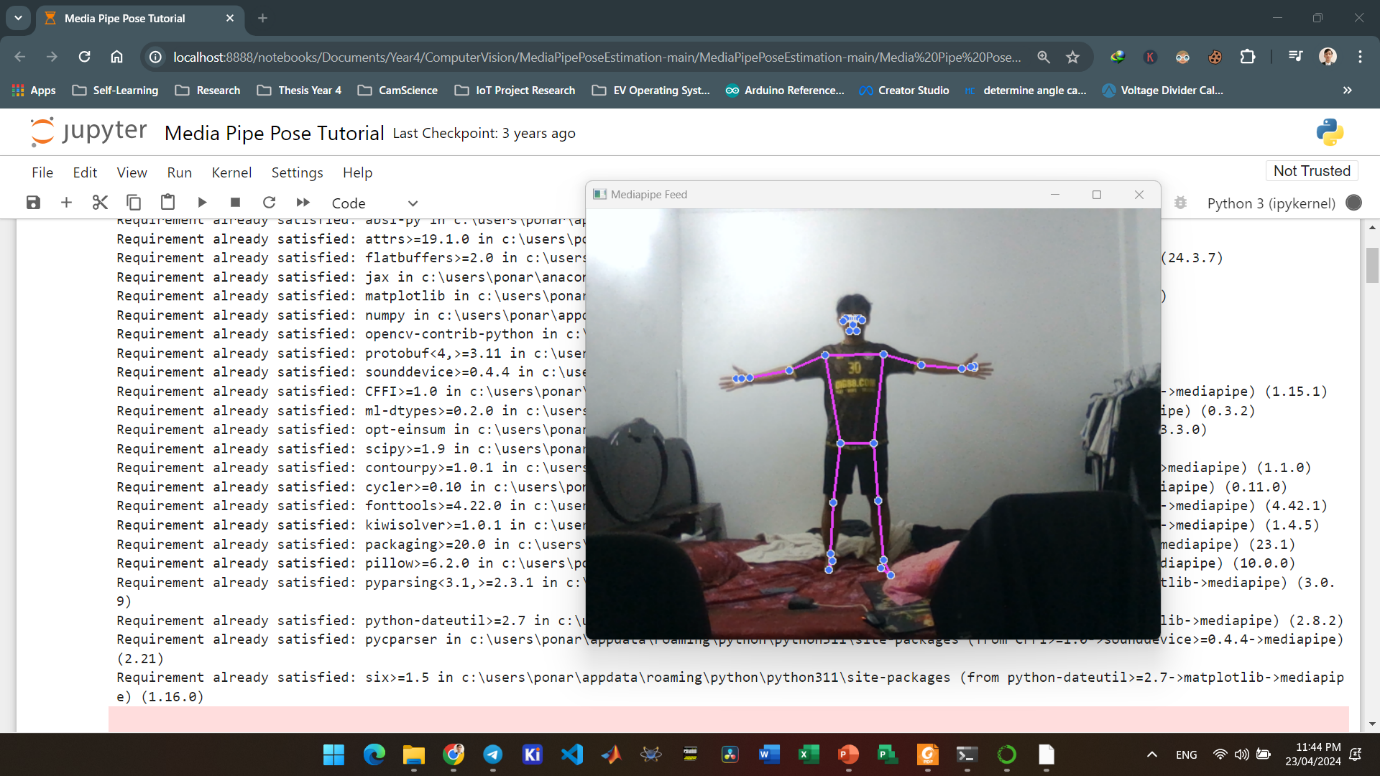 Media Pipe Pose Tutorial
localhost:8888/notebooks/Documents/Year4/ComputerVision/MediaPipePoseEstimation-main/MediaPipePoseEstimation-main/Media%20Pipe%20Pose...
Apps Self-Learning Research Thesis Year 4 CamScience IoT Project Research EV Operating Syst... Arduino Reference... Creator Studio determine angle ca... Voltage Divider Cal...
jupyter Media Pipe Pose Tutorial Last Checkpoint: 3 years ago
File Edit View Run Kernel Settings Help
Not Trusted
Code
Python 3 (ipykernel)
Mediapipe Feed
Requirement already satisfied: absl-py in c:\users\ponar\ap
Requirement already satisfied: attrs>=19.1.0 in c:\users\po
Requirement already satisfied: flatbuffers>=2.0 in c:\users (24.3.7)
Requirement already satisfied: jax in c:\users\ponar\anacon
Requirement already satisfied: matplotlib in c:\users\ponar )
Requirement already satisfied: numpy in c:\users\ponar\appd
Requirement already satisfied: opencv-contrib-python in c:\
Requirement already satisfied: protobuf<4,>=3.11 in c:\user
Requirement already satisfied: sounddevice>=0.4.4 in c:\use
Requirement already satisfied: CFFI>=1.0 in c:\users\ponar\ ->mediapipe) (1.15.1)
Requirement already satisfied: ml-dtypes>=0.2.0 in c:\users ipe) (0.3.2)
Requirement already satisfied: opt-einsum in c:\users\ponar 3.3.0)
Requirement already satisfied: scipy>=1.9 in c:\users\ponar
Requirement already satisfied: contourpy>=1.0.1 in c:\users >mediapipe) (1.1.0)
Requirement already satisfied: cycler>=0.10 in c:\users\pon iapipe) (0.11.0)
Requirement already satisfied: fonttools>=4.22.0 in c:\user ->mediapipe) (4.42.1)
Requirement already satisfied: kiwisolver>=1.0.1 in c:\user ->mediapipe) (1.4.5)
Requirement already satisfied: packaging>=20.0 in c:\users\ >mediapipe) (23.1)
Requirement already satisfied: pillow>=6.2.0 in c:\users\po diapipe) (10.0.0)
Requirement already satisfied: pyparsing<3.1,>=2.3.1 in c:\ tlib->mediapipe) (3.0.
9)
Requirement already satisfied: python-dateutil>=2.7 in c:\u lib->mediapipe) (2.8.2)
Requirement already satisfied: pycparser in c:\users\ponar\appdata\roaming\python\python311\site-packages (from CFFI>=1.0->sounddevice>=0.4.4->mediapipe)
(2.21)
Requirement already satisfied: six>=1.5 in c:\users\ponar\appdata\roaming\python\python311\site-packages (from python-dateutil>=2.7->matplotlib->mediapip
e) (1.16.0)
30
Ki
ENG
11:44 PM
23/04/2024